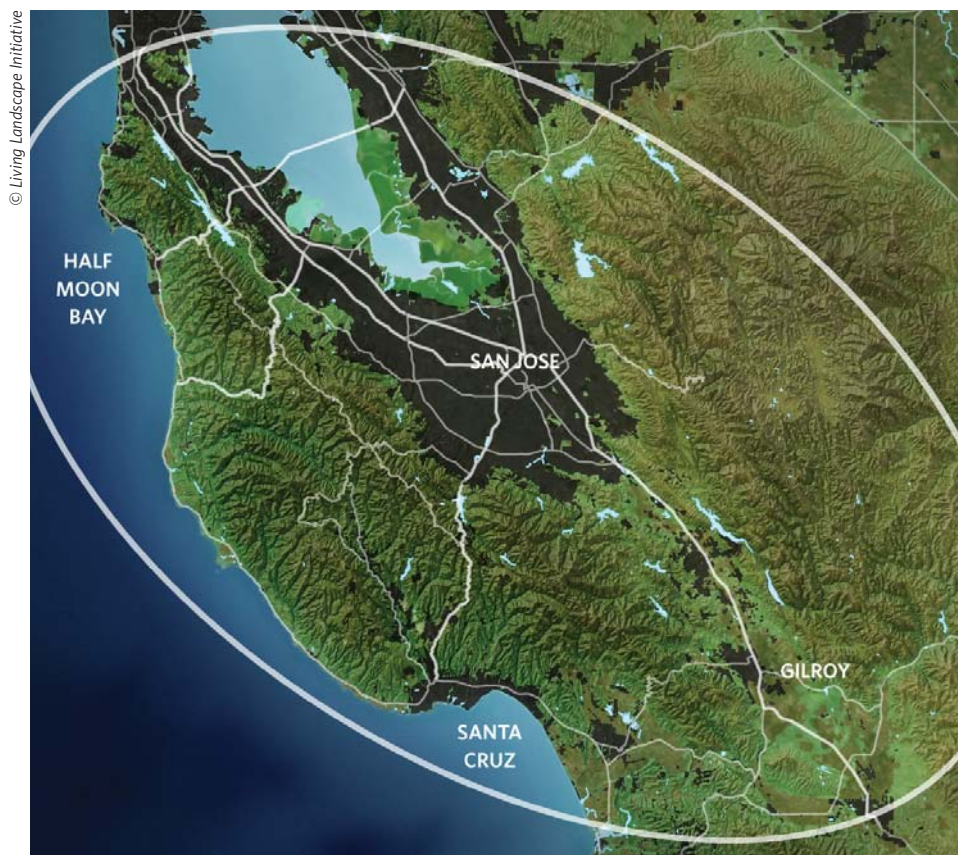 © Living Landscape Initiative
HALF
MOON
BAY
SAN JOSE
GILROY
SANTA
CRUZ